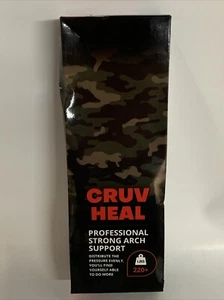 CRUV
HEAL
PROFESSIONAL
STRONG ARCH
SUPPORT
DISTRIBUTE THE
PRESSURE EVENLY,
YOU'LL FIND
YOURSELF ABLE
TO DO MORE
LBS
220+